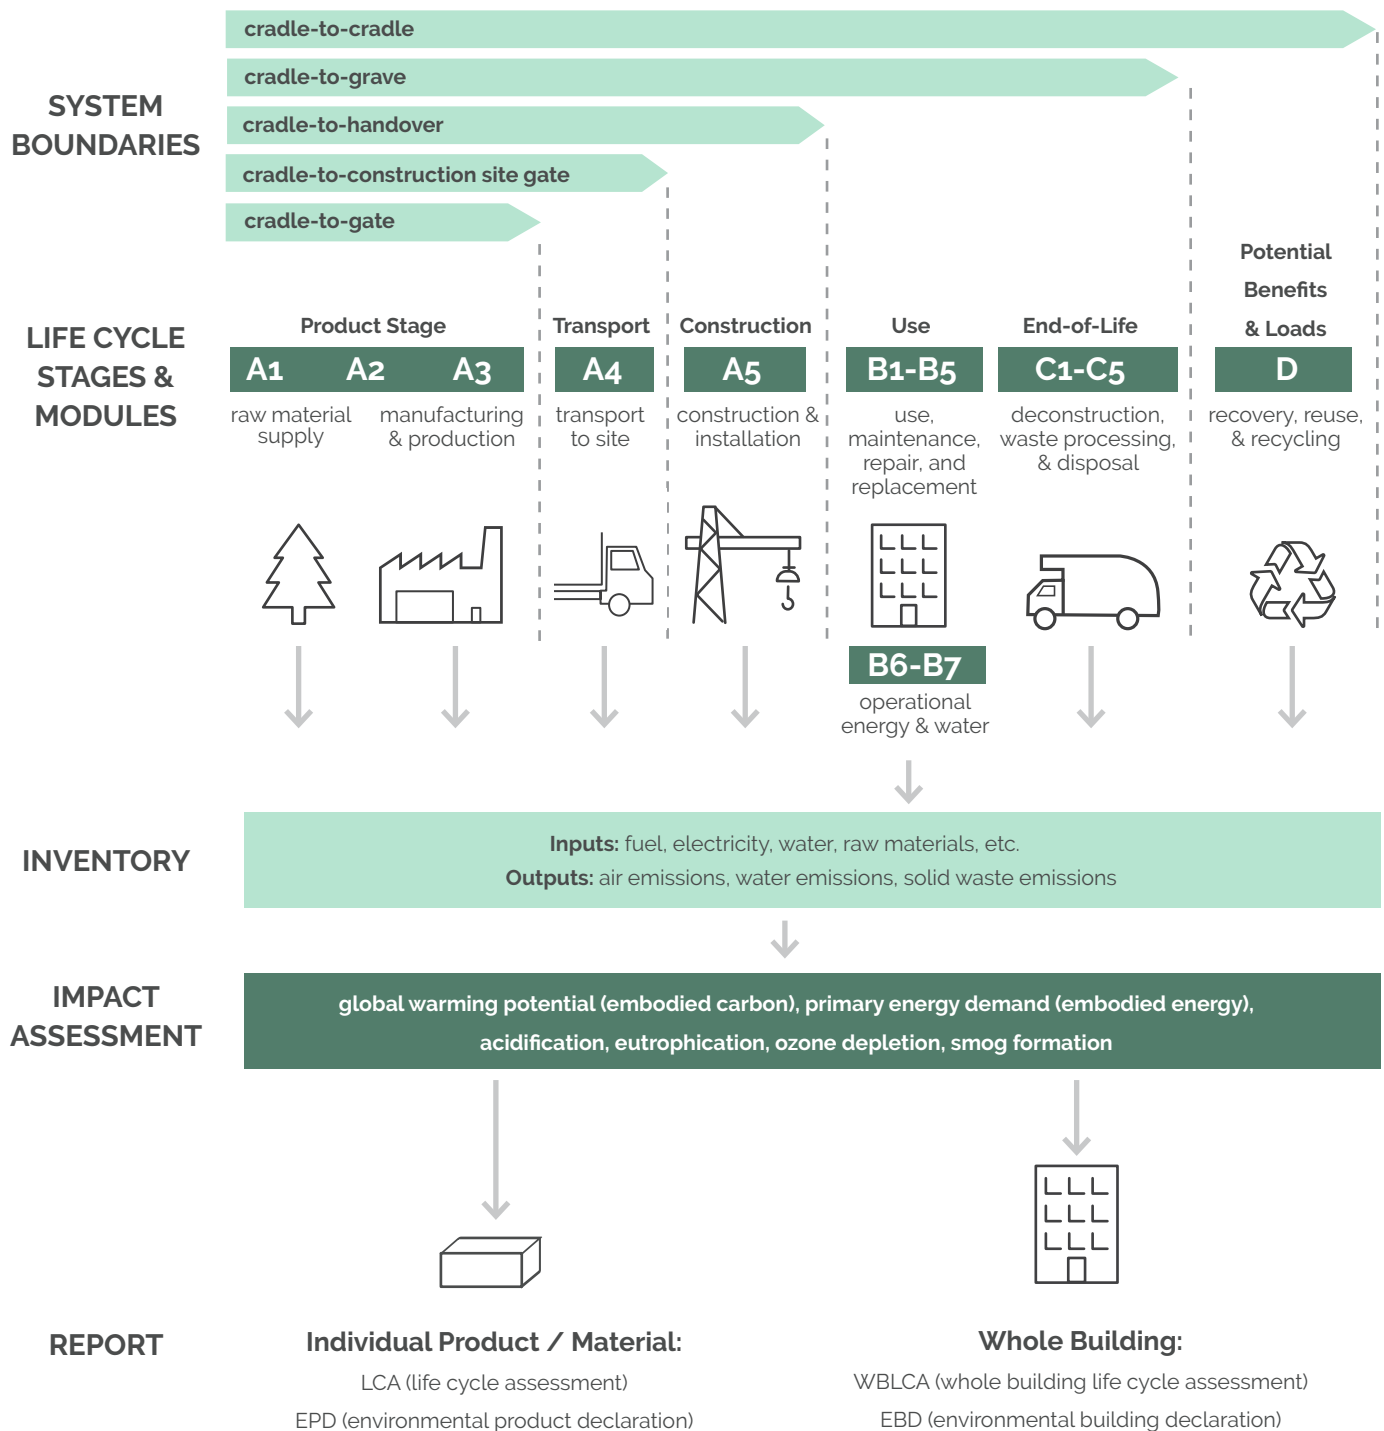 cradle-to-cradle
cradle-to-grave
SYSTEM
BOUNDARIES
cradle-to-handover
cradle-to-construction site gate
cradle-to-gate
LIFE CYCLE
STAGES &
MODULES
Product Stage
A1 A2 A3
raw material
supply
manufacturing
& production
Transport
A4
transport
to site
Construction
A5
construction &
installation
Use
B1-B5
use,
maintenance,
repair, and
replacement
B6-B7
operational
energy & water
End-of-Life
C1-C5
deconstruction,
waste processing,
& disposal
Potential
Benefits
& Loads
D
recovery, reuse,
& recycling
INVENTORY
Inputs: fuel, electricity, water, raw materials, etc.
Outputs: air emissions, water emissions, solid waste emissions
IMPACT
ASSESSMENT
global warming potential (embodied carbon), primary energy demand (embodied energy),
acidification, eutrophication, ozone depletion, smog formation
REPORT
Individual Product / Material:
LCA (life cycle assessment)
EPD (environmental product declaration)
Whole Building:
WBLCA (whole building life cycle assessment)
EBD (environmental building declaration)